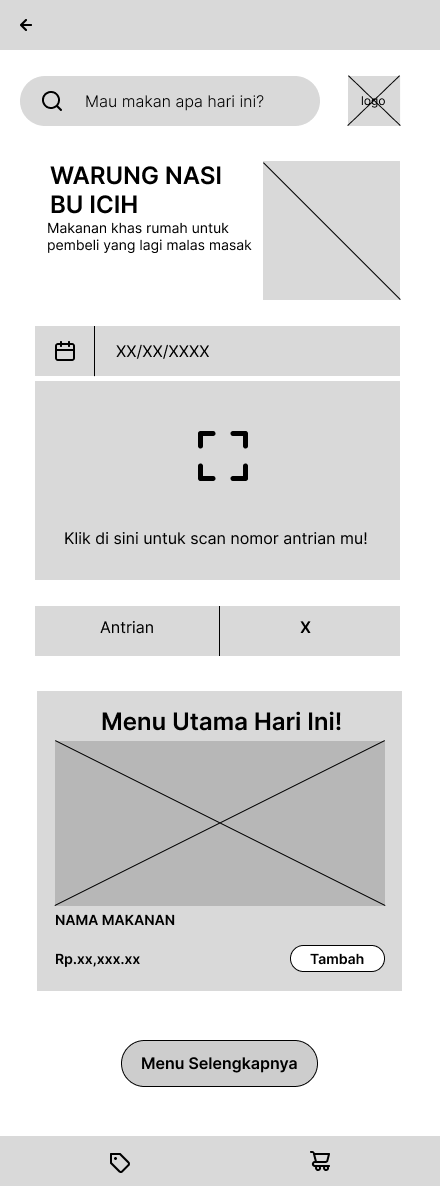 Mau makan apa hari ini?
logo
WARUNG NASI
BU ICIH
Makanan khas rumah untuk
pembeli yang lagi malas masak
XX/XX/XXXX
Klik di sini untuk scan nomor antrian mu!
Antrian
X
Menu Utama Hari Ini!
NAMA MAKANAN
Rp.xx,xxx.xx
Tambah
Menu Selengkapnya